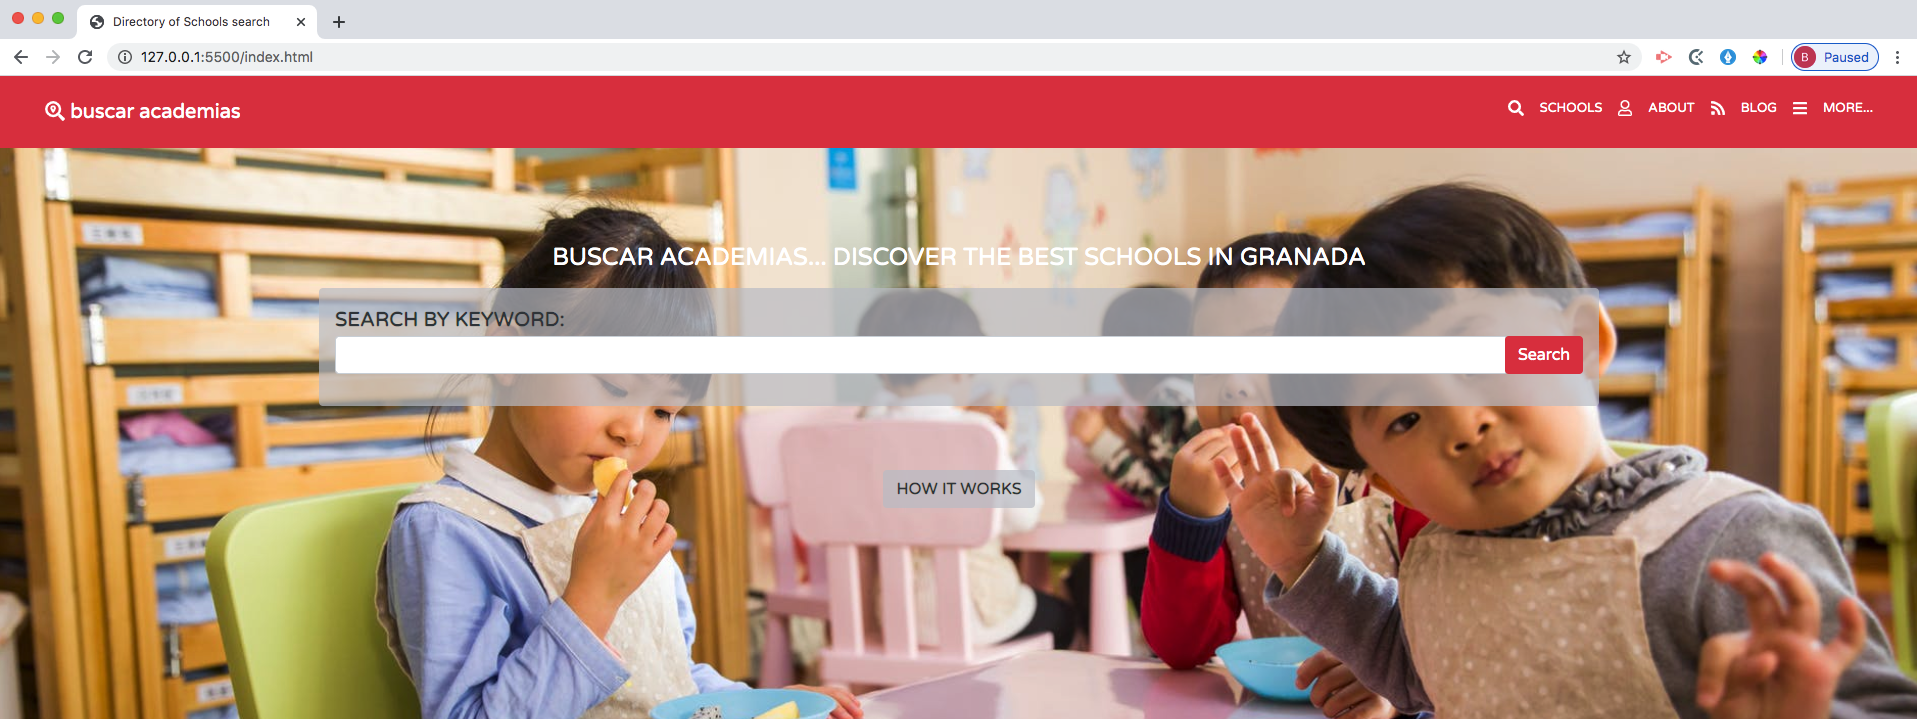 Directory of Schools search
127.0.0.1:5500/index.html
B Paused
buscar academias
SCHOOLS ABOUT BLOG MORE...
BUSCAR ACADEMIAS... DISCOVER THE BEST SCHOOLS IN GRANADA
SEARCH BY KEYWORD:
Search
HOW IT WORKS